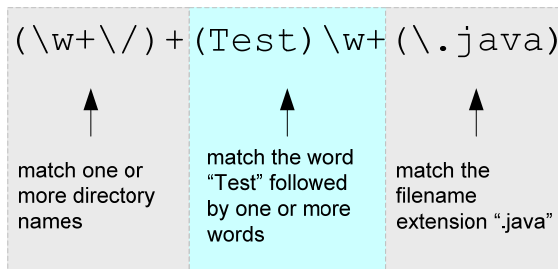 (\w+\/)+(Test)\w+(\.java)
match one or
more directory
names
match the word
“Test” followed
by one or more
words
match the
filename
extension “.java”